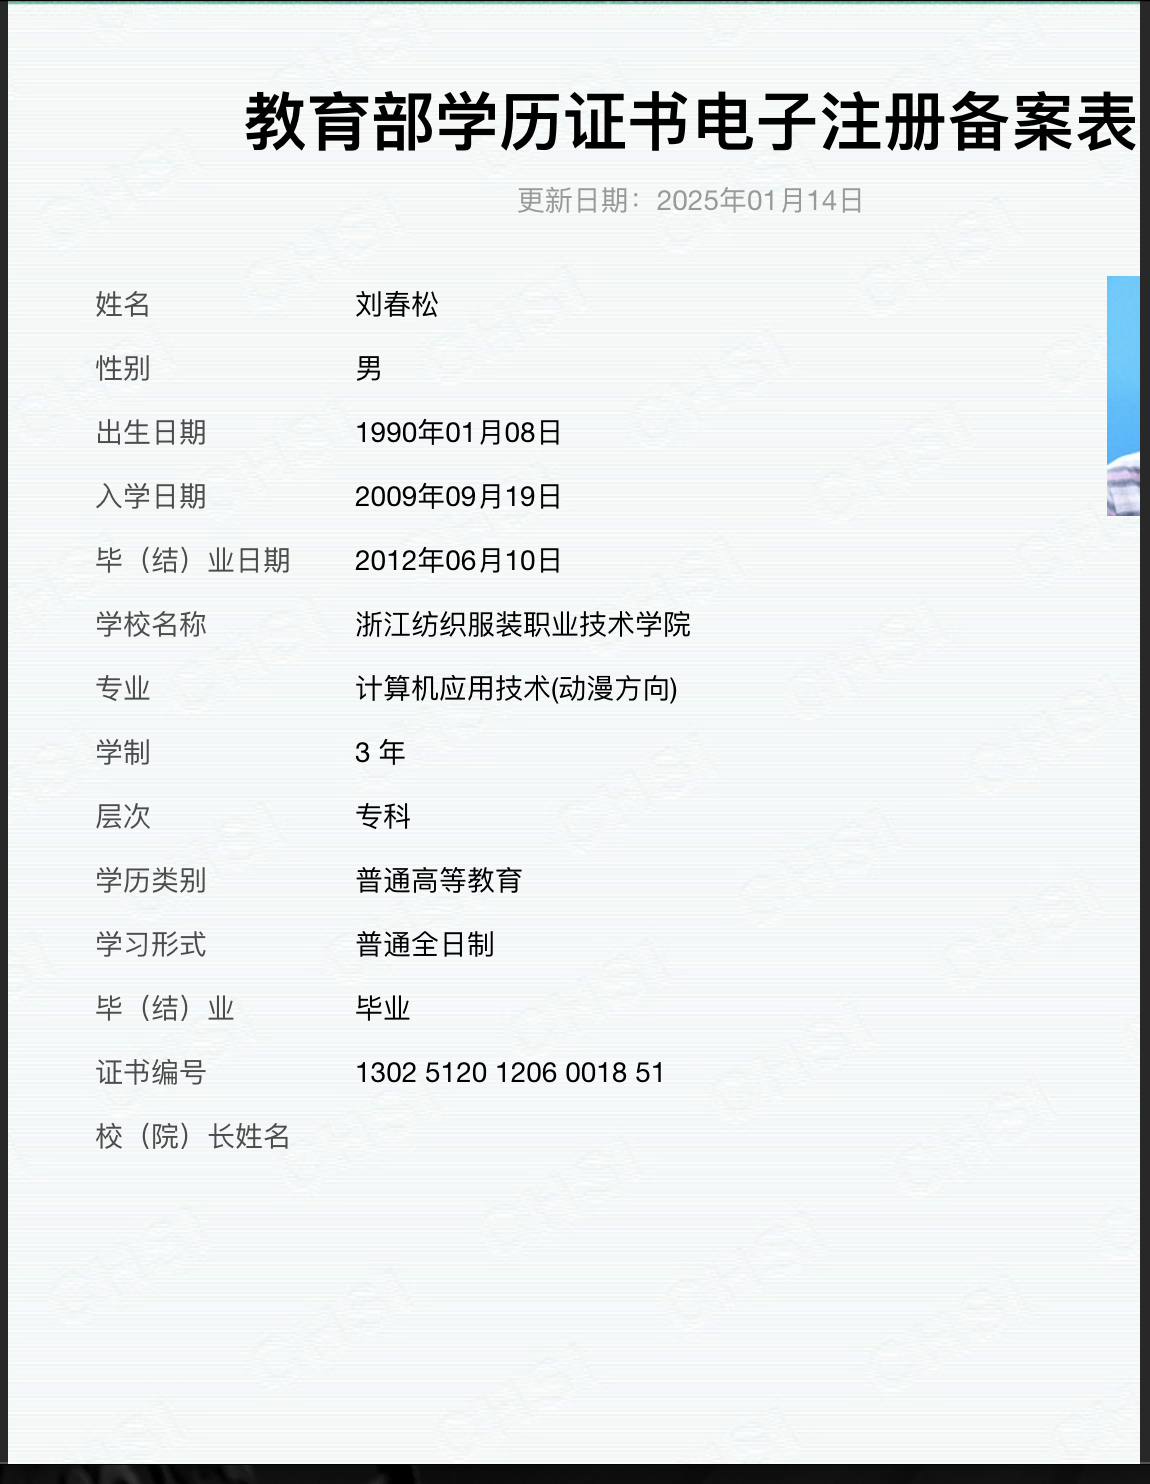 教育部学历证书电子注册备案表
更新日期：2025年01月14日
姓名 刘春松
性别 男
出生日期 1990年01月08日
入学日期 2009年09月19日
毕（结）业日期 2012年06月10日
学校名称 浙江纺织服装职业技术学院
专业 计算机应用技术(动漫方向)
学制 3 年
层次 专科
学历类别 普通高等教育
学习形式 普通全日制
毕（结）业 毕业
证书编号 1302 5120 1206 0018 51
校（院）长姓名